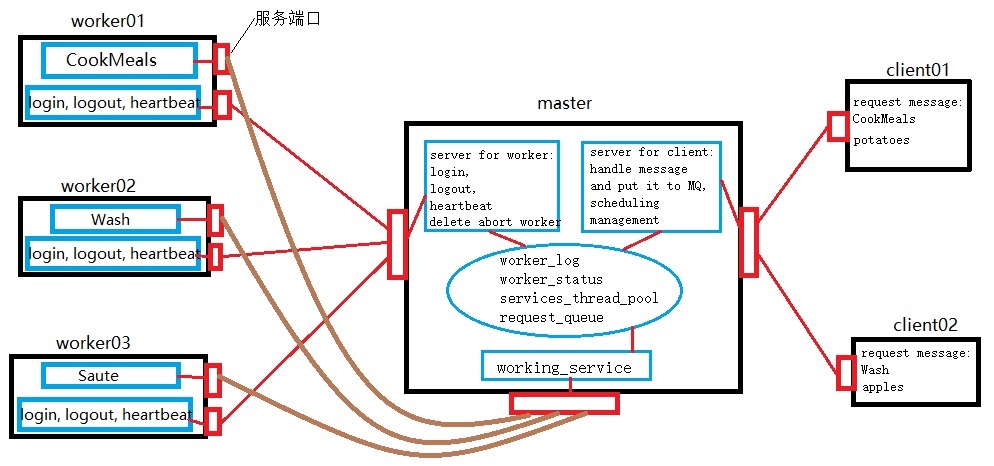 worker01
服务端口
CookMeals
login, logout, heartbeat
worker02
Wash
login, logout, heartbeat
worker03
Saute
login, logout, heartbeat
master
server for worker:
login,
logout,
heartbeat
delete abort worker
server for client:
handle message
and put it to MQ,
scheduling
management
worker_log
worker_status
services_thread_pool
request_queue
working_service
client01
request message:
CookMeals
potatoes
client02
request message:
Wash
apples